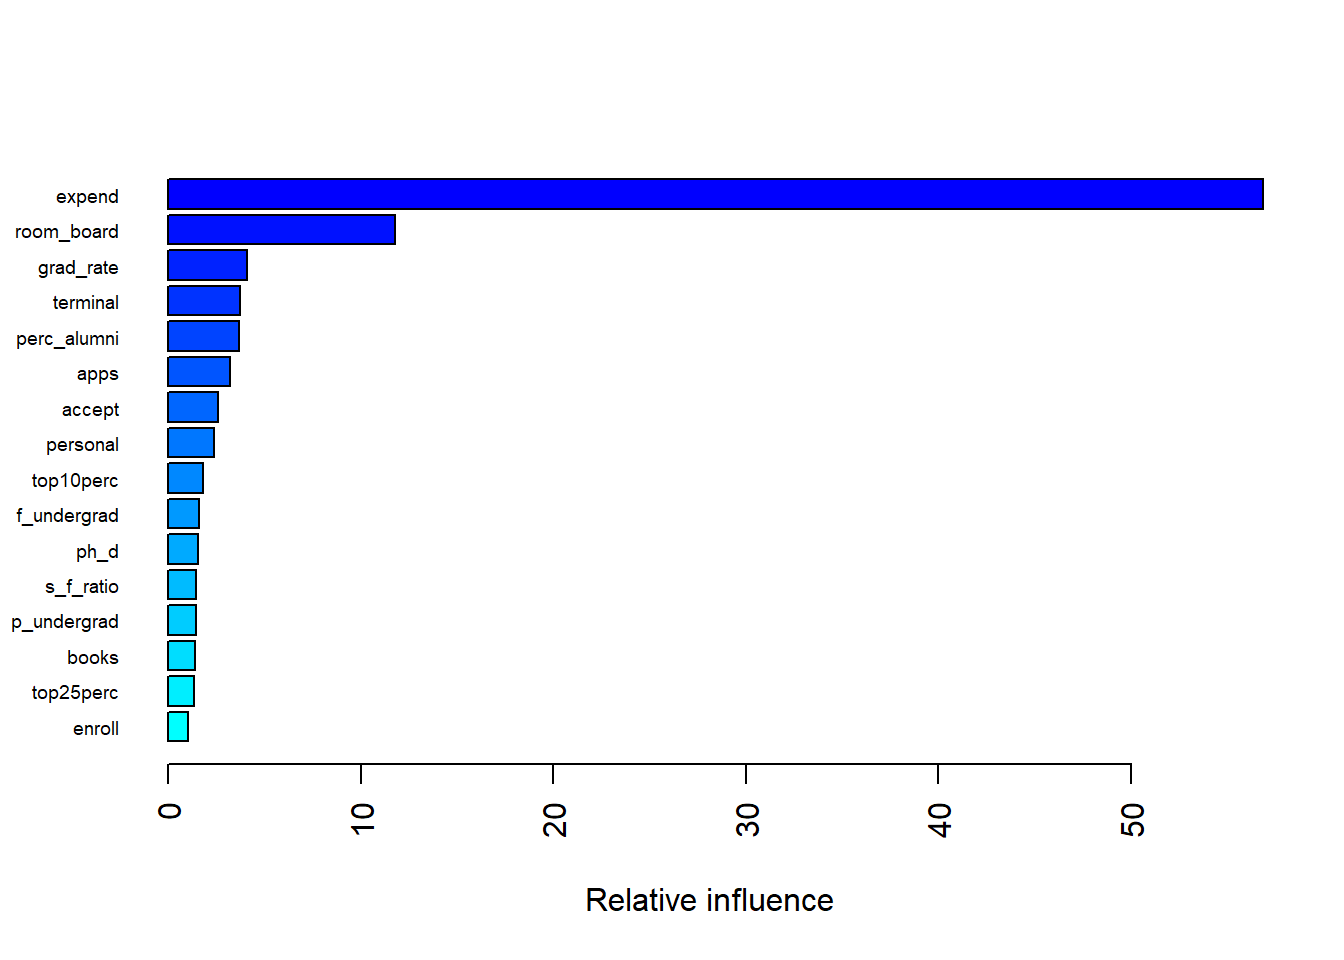 expend
room_board
grad_rate
terminal
perc_alumni
apps
accept
personal
top10perc
f_undergrad
ph_d
s_f_ratio
p_undergrad
books
top25perc
enroll
0 10 20 30 40 50
Relative influence